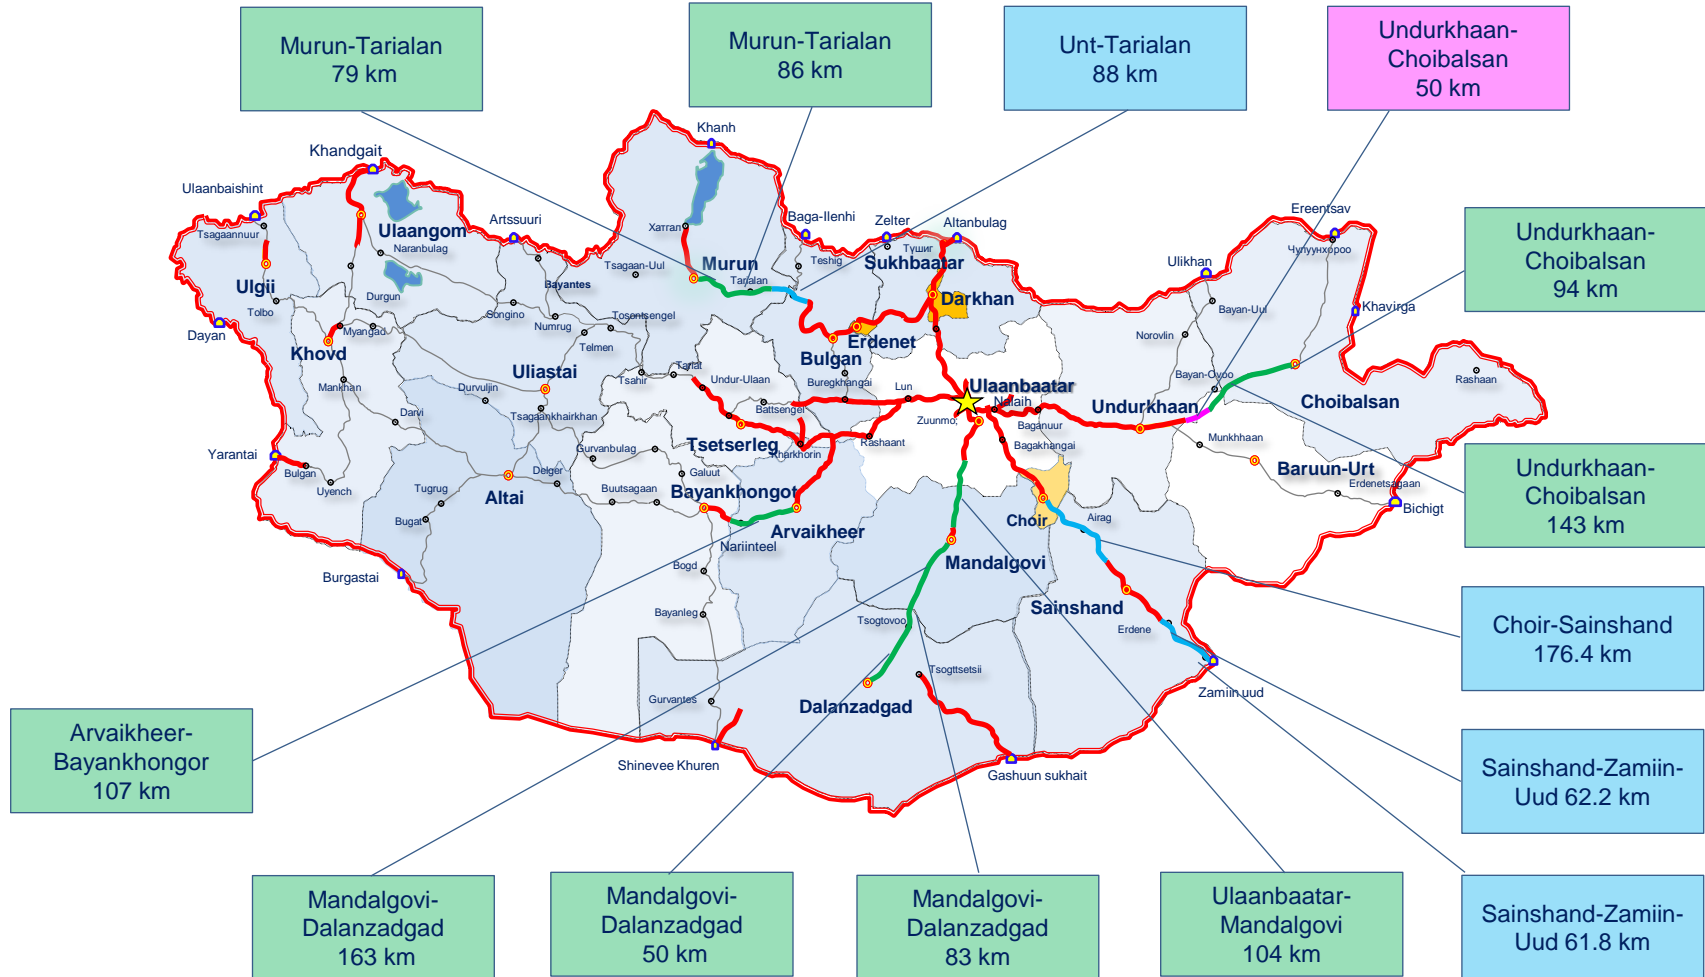 Murun-Tarialan
79 km
Murun-Tarialan
86 km
Unt-Tarialan
88 km
Undurkhaan-
Choibalsan
50 km
Khanh
Khandgait
Ulaanbaishint
Tsagaannuur
Ulaangom
Naranbulag
Artssuuri
Хатгал
Baga-Ilenhi
Zelter
Altanbulag
Тушиг
Ereentsav
Чулуунхороо
Undurkhaan-
Choibalsan
94 km
Ulgii
Tolbo
Durgun
Bayantes
Tsagaan-Uul
Murun
Tarialan
Teshig
Sukhbaatar
Darkhan
Ulikhan
Bayan-Uul
Khavirga
Dayan
Myangad
Khovd
Songino
Numrug
Tosontsengel
Telmen
Erdenet
Bulgan
Norovlin
Mankhan
Uliastai
Durvuljin
Tsahir
Tariat
Undur-Ulaan
Buregkhangai
Lun
Ulaanbaatar
Nalaih
Bayan-Ovoo
Rashaan
Choibalsan
Darvi
Tsagaankhairkhan
Battsengel
Zuunmo;
Baganuur
Undurkhaan
Yarantai
Bulgan
Uyench
Gurvanbulag
Tsetserleg
Kharkhorin
Rashaant
Bagakhangai
Munkhhaan
Baruun-Urt
Erdenetsagaan
Bichigt
Undurkhaan-
Choibalsan
143 km
Tugrug
Bugat
Altai
Delger
Buutsagaan
Galuut
Bayankhongot
Arvaikheer
Nariinteel
Choir
Airag
Mandalgovi
Burgastai
Bogd
Bayanleg
Tsogtovoo
Sainshand
Erdene
Choir-Sainshand
176.4 km
Gurvantes
Tsogttsetsii
Dalanzadgad
Zamiin uud
Shinevee Khuren
Gashuun sukhait
Arvaikheer-
Bayankhongor
107 km
Sainshand-Zamiin-
Uud 62.2 km
Mandalgovi-
Dalanzadgad
163 km
Mandalgovi-
Dalanzadgad
50 km
Mandalgovi-
Dalanzadgad
83 km
Ulaanbaatar-
Mandalgovi
104 km
Sainshand-Zamiin-
Uud 61.8 km